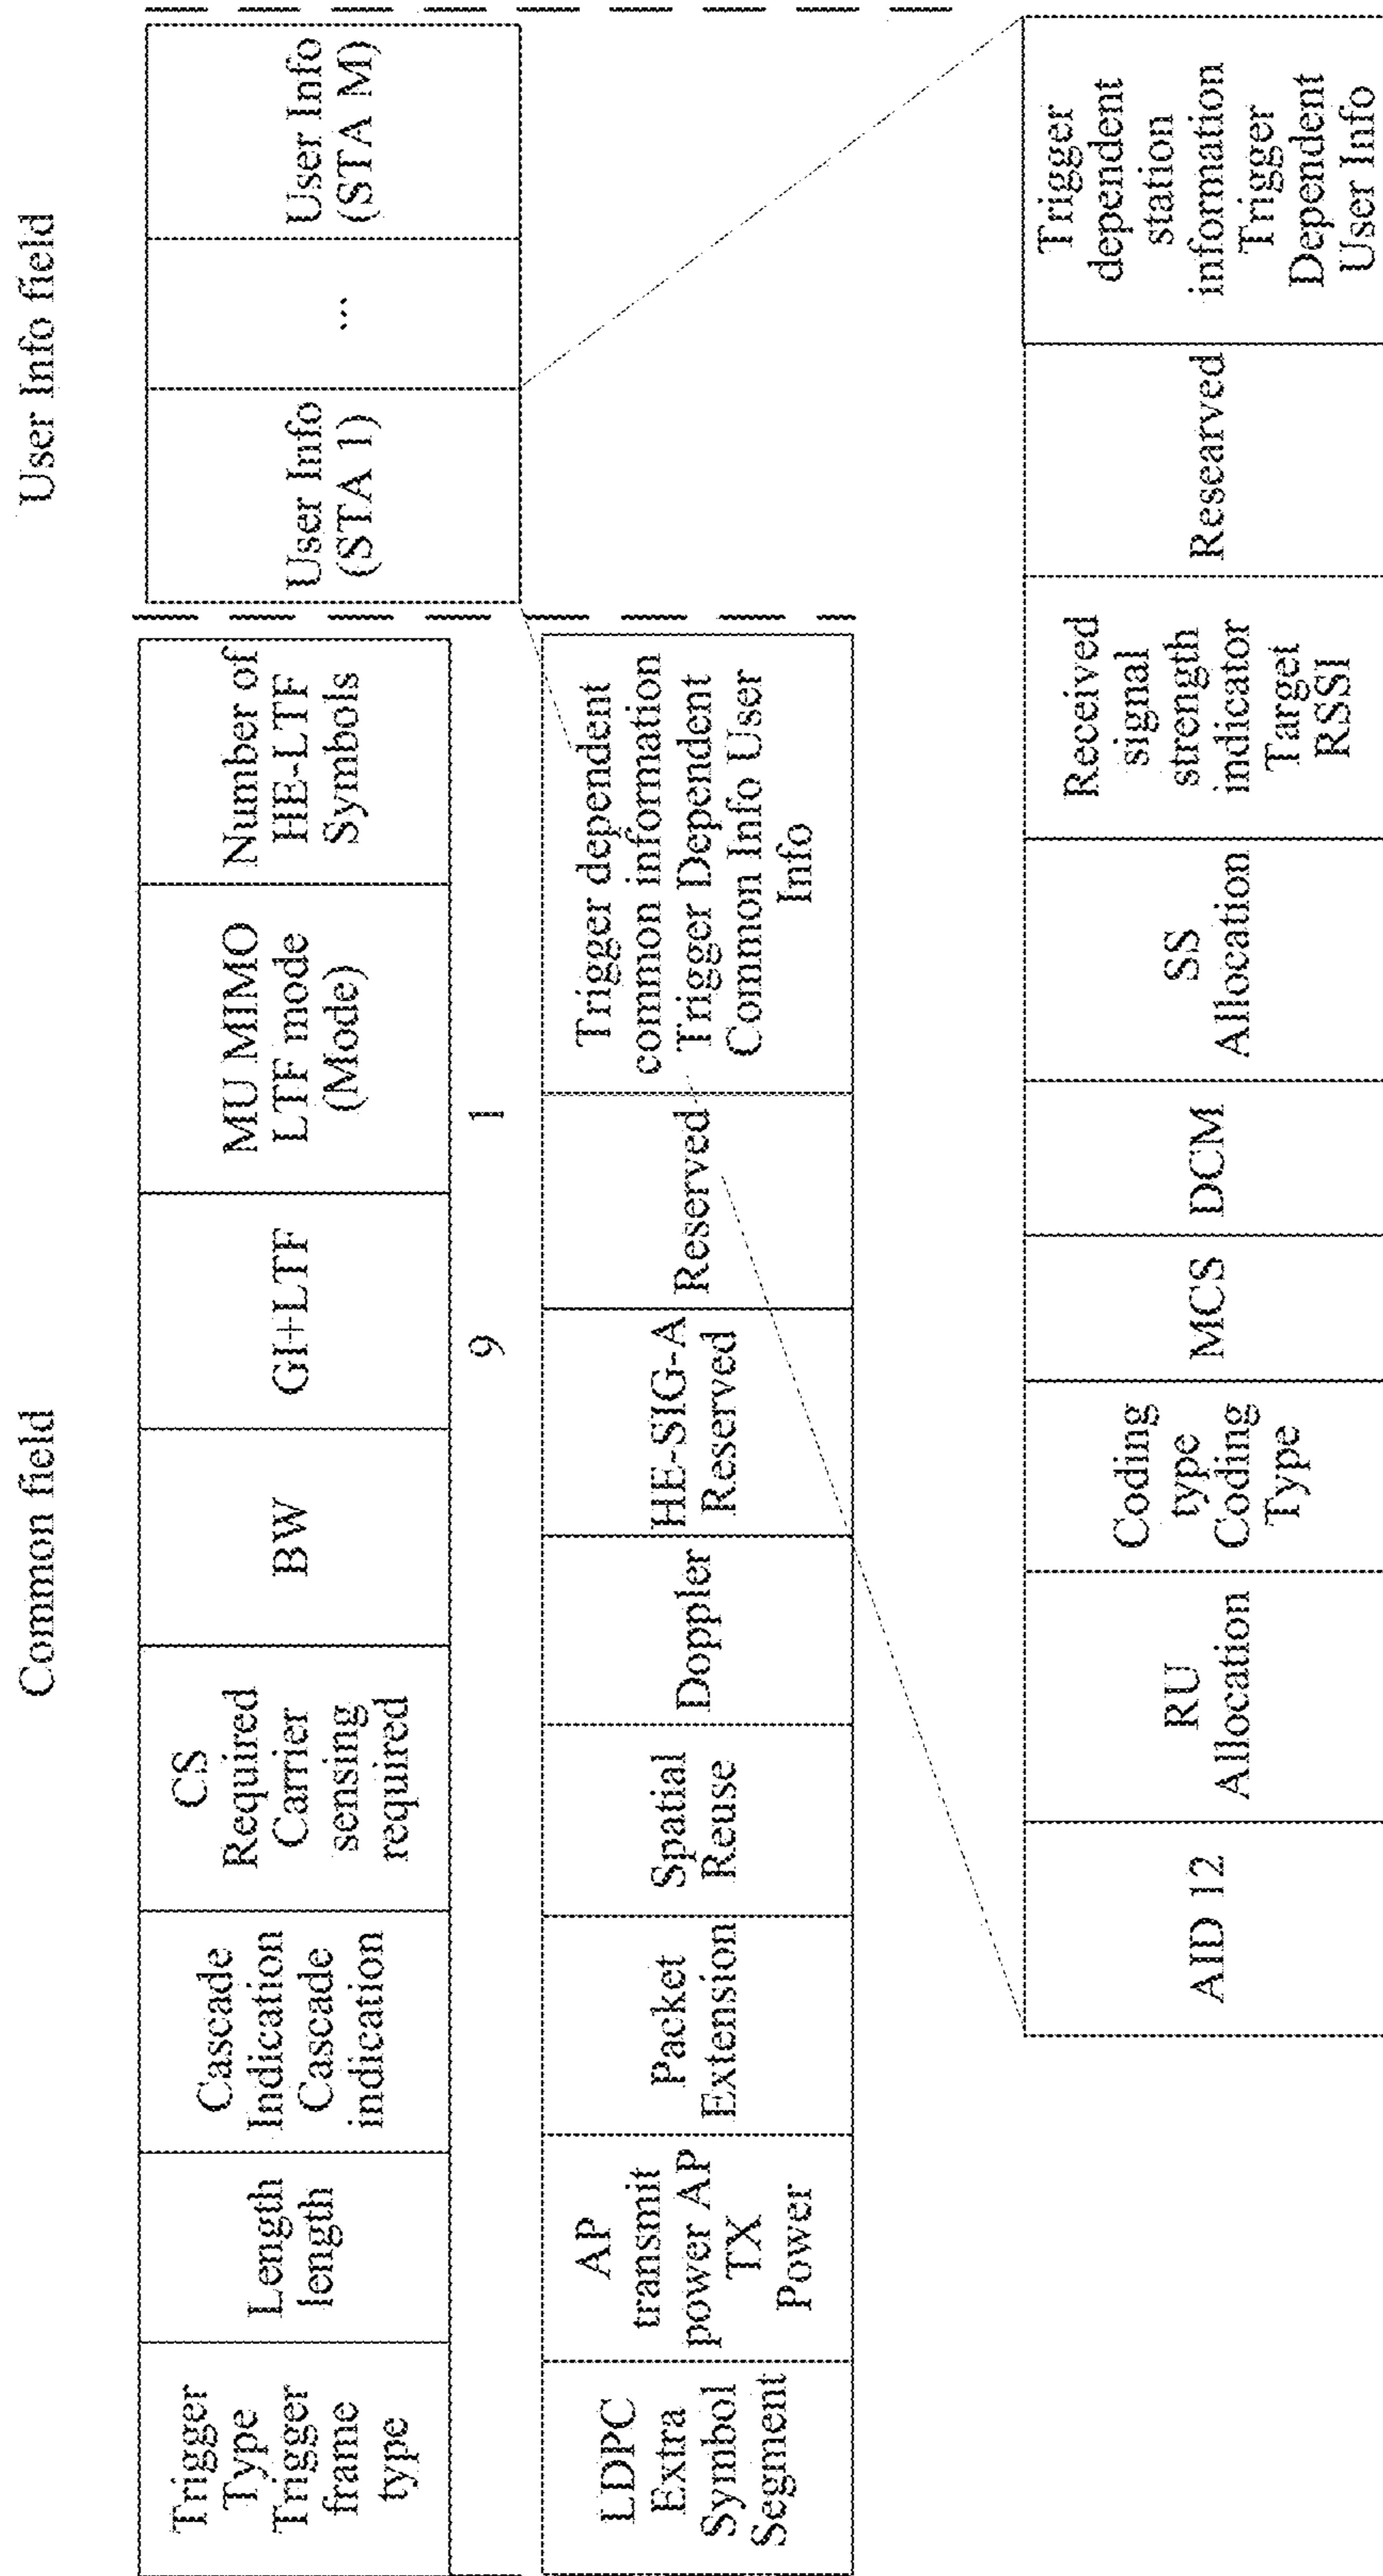 Common field
User Info field
Trigger
Type
Trigger
frame
type
Length
length
Cascade
Indication
Cascade
indication
CS
Required
Carrier
sensing
required
BW
GI+LTF
MU MIMO
LTF mode
(Mode)
Number of
HE-LTF
Symbols
User Info
(STA 1)
...
User Info
(STA M)
9
1
LDPC
Extra
Symbol
Segment
AP
transmit
power AP
TX
Power
Packet
Extension
Spatial
Reuse
Doppler
HE-SIG-A
Reserved
Reserved
Trigger dependent
common information
Trigger Dependent
Common Info User
Info
AID 12
RU
Allocation
Coding
type
Coding
Type
MCS
DCM
SS
Allocation
Received
signal
strength
indicator
Target
RSSI
Researved
Trigger
dependent
station
information
Trigger
Dependent
User Info